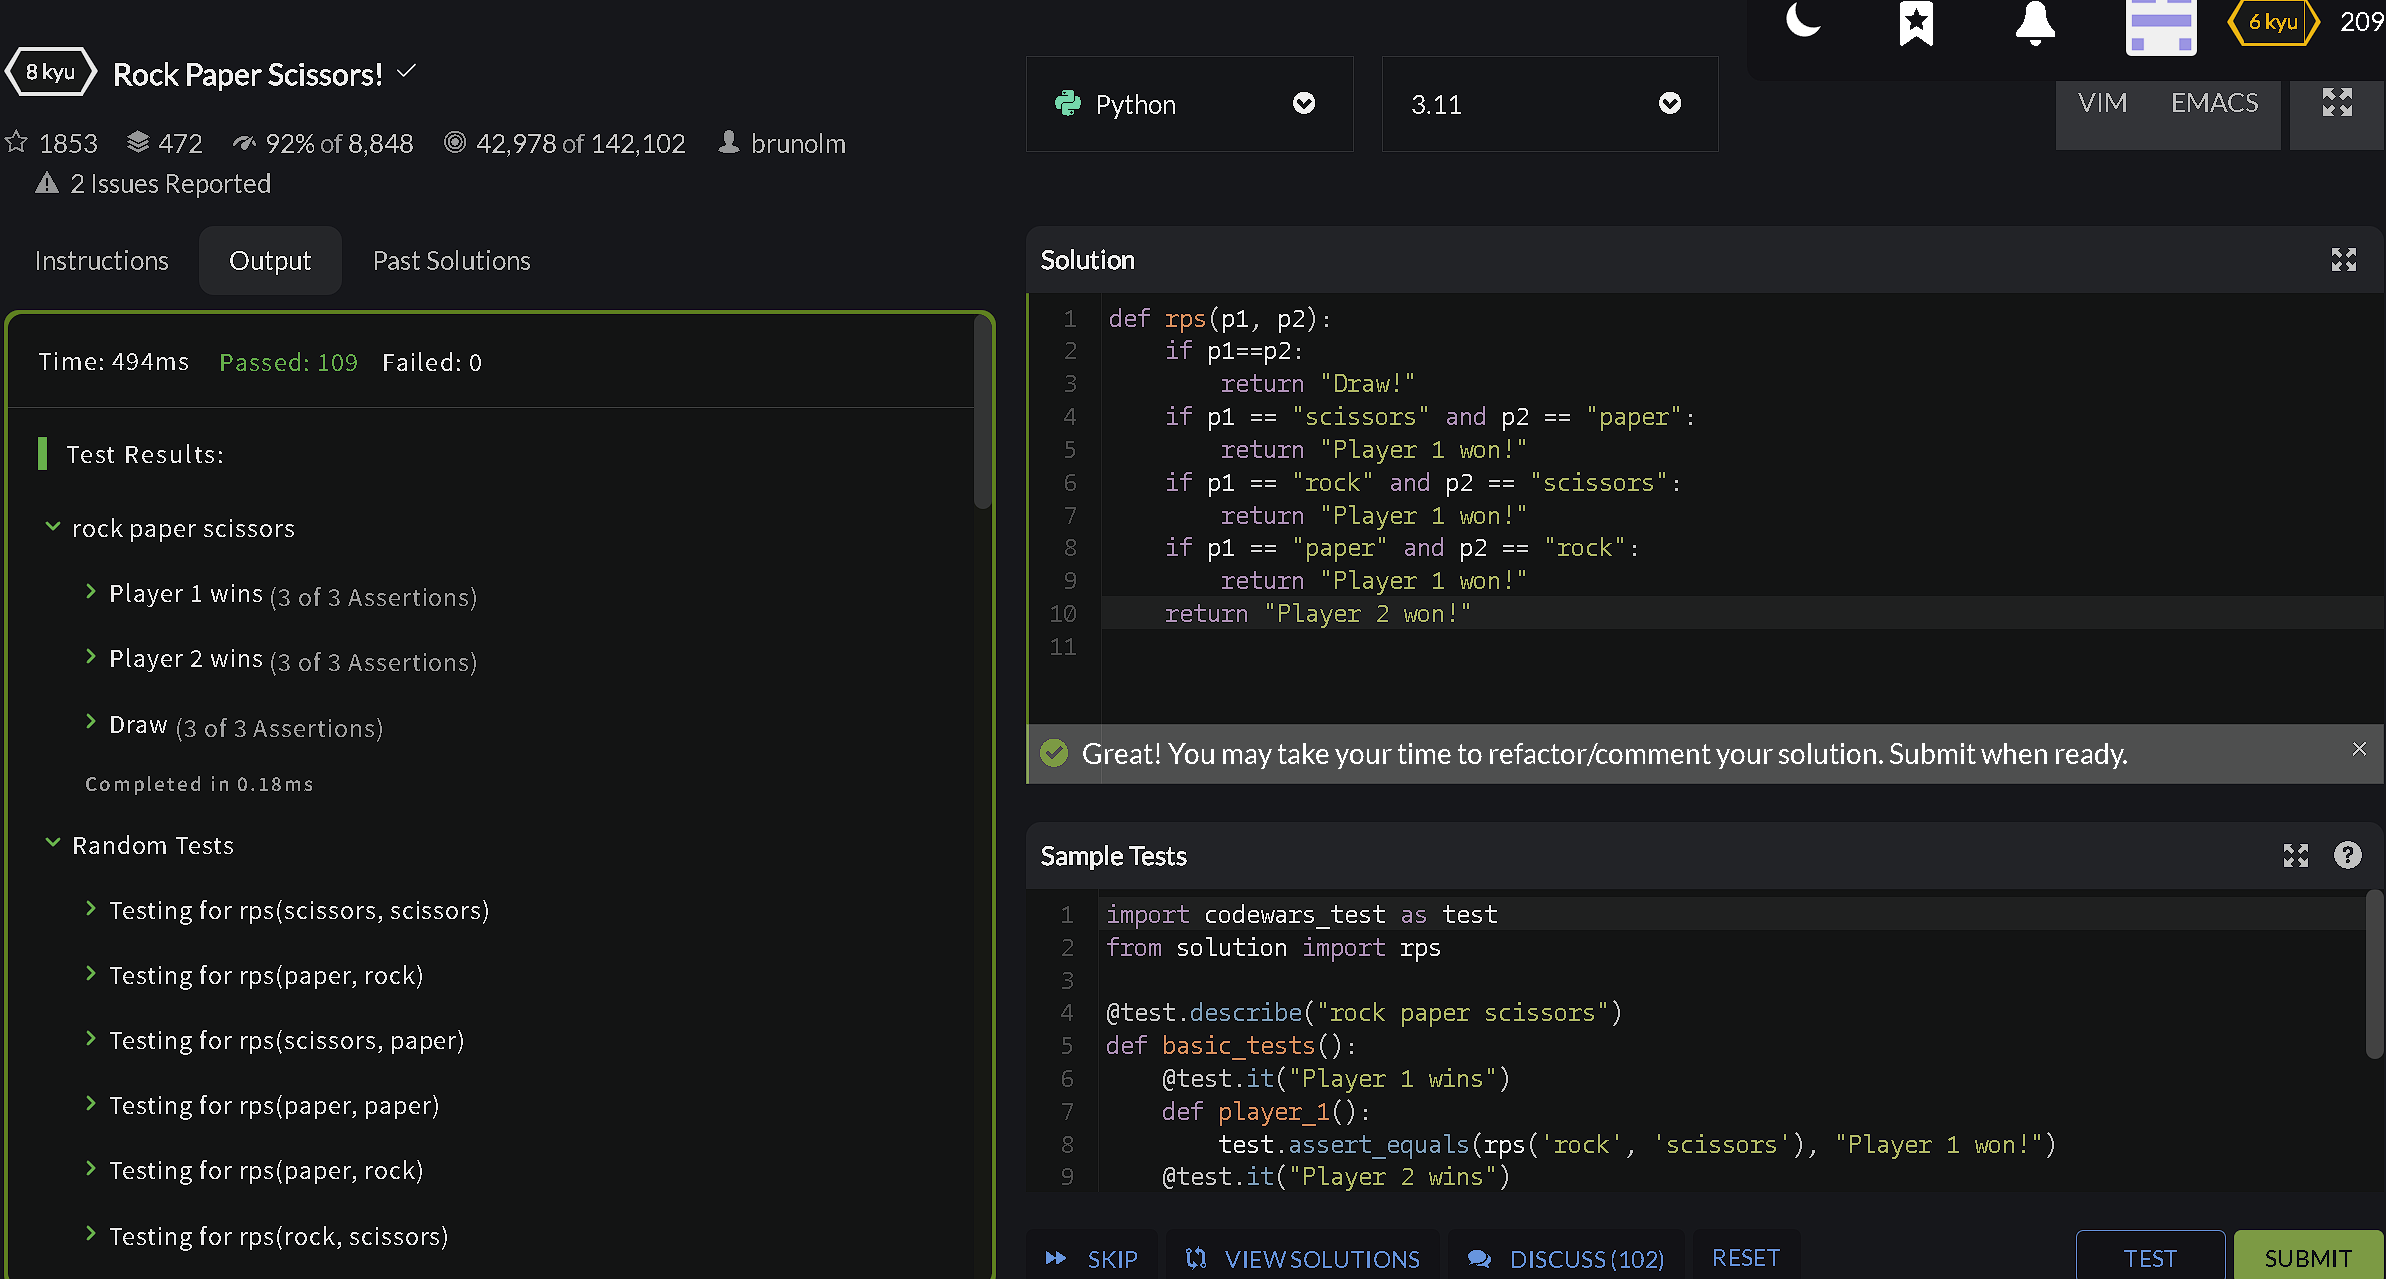 6 kyu 209
8 kyu Rock Paper Scissors!
1853 472 92% of 8,848 42,978 of 142,102 brunolm
2 Issues Reported
Python 3.11 VIM EMACS
Instructions Output Past Solutions
Time: 494ms Passed: 109 Failed: 0
Test Results:
rock paper scissors
Player 1 wins (3 of 3 Assertions)
Player 2 wins (3 of 3 Assertions)
Draw (3 of 3 Assertions)
Completed in 0.18ms
Random Tests
Testing for rps(scissors, scissors)
Testing for rps(paper, rock)
Testing for rps(scissors, paper)
Testing for rps(paper, paper)
Testing for rps(paper, rock)
Testing for rps(rock, scissors)
Solution
1 def rps(p1, p2):
2     if p1==p2:
3         return "Draw!"
4     if p1 == "scissors" and p2 == "paper":
5         return "Player 1 won!"
6     if p1 == "rock" and p2 == "scissors":
7         return "Player 1 won!"
8     if p1 == "paper" and p2 == "rock":
9         return "Player 1 won!"
10     return "Player 2 won!"
11
Great! You may take your time to refactor/comment your solution. Submit when ready.
Sample Tests
1 import codewars_test as test
2 from solution import rps
3
4 @test.describe("rock paper scissors")
5 def basic_tests():
6     @test.it("Player 1 wins")
7     def player_1():
8         test.assert_equals(rps('rock', 'scissors'), "Player 1 won!")
9     @test.it("Player 2 wins")
SKIP VIEW SOLUTIONS DISCUSS (102) RESET TEST SUBMIT